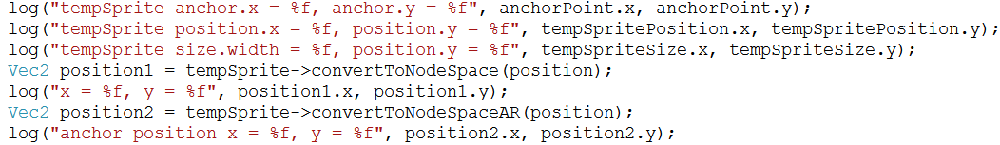 log("tempSprite anchor.x = %f, anchor.y = %f", anchorPoint.x, anchorPoint.y);
log("tempSprite position.x = %f, position.y = %f", tempSpritePosition.x, tempSpritePosition.y);
log("tempSprite size.width = %f, position.y = %f", tempSpriteSize.x, tempSpriteSize.y);
Vec2 position1 = tempSprite->convertToNodeSpace(position);
log("x = %f, y = %f", position1.x, position1.y);
Vec2 position2 = tempSprite->convertToNodeSpaceAR(position);
log("anchor position x = %f, y = %f", position2.x, position2.y);